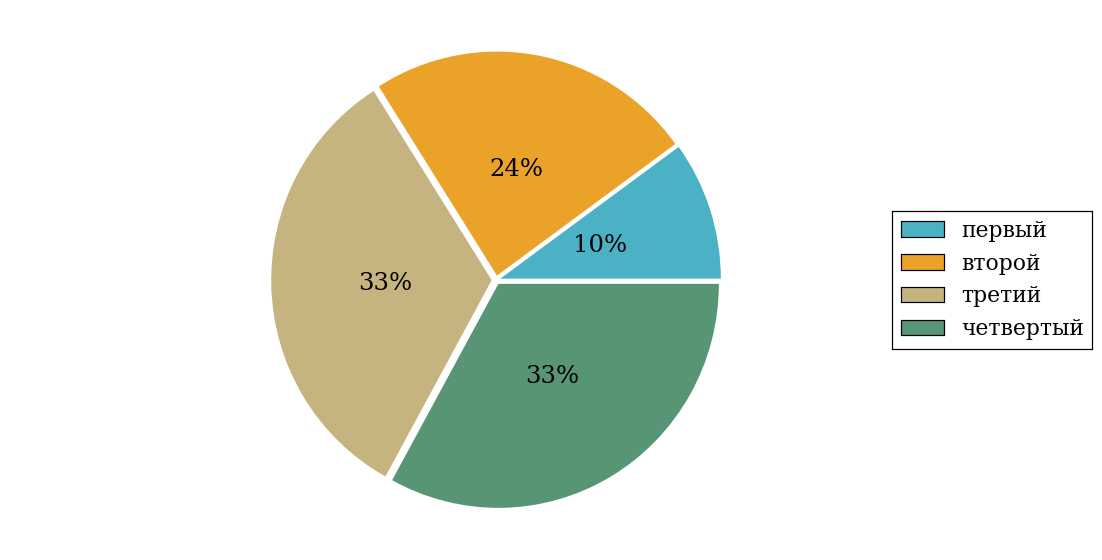 24%
10%
33%
33%
первый
второй
третий
четвертый